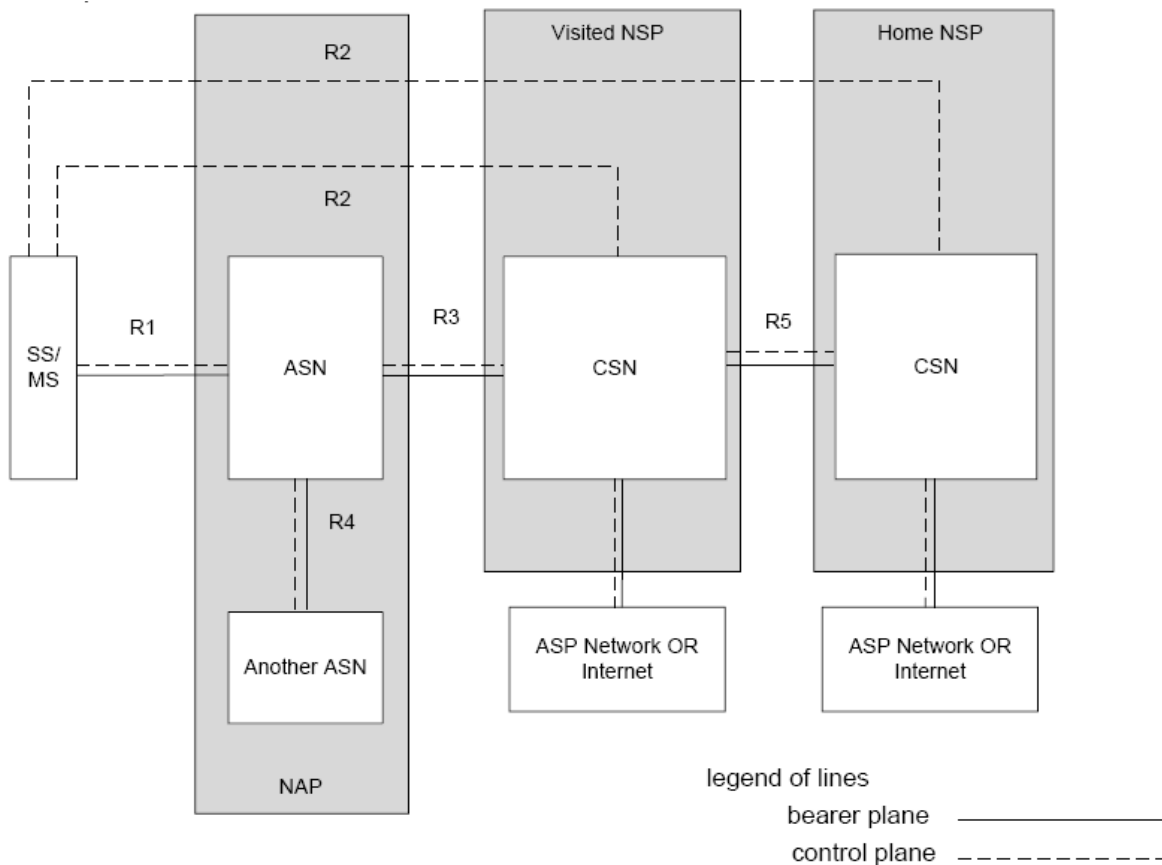 R2
Visited NSP
Home NSP
R2
R1
R3
R5
SS/
MS
ASN
CSN
CSN
R4
Another ASN
ASP Network OR
Internet
ASP Network OR
Internet
NAP
legend of lines
bearer plane
control plane